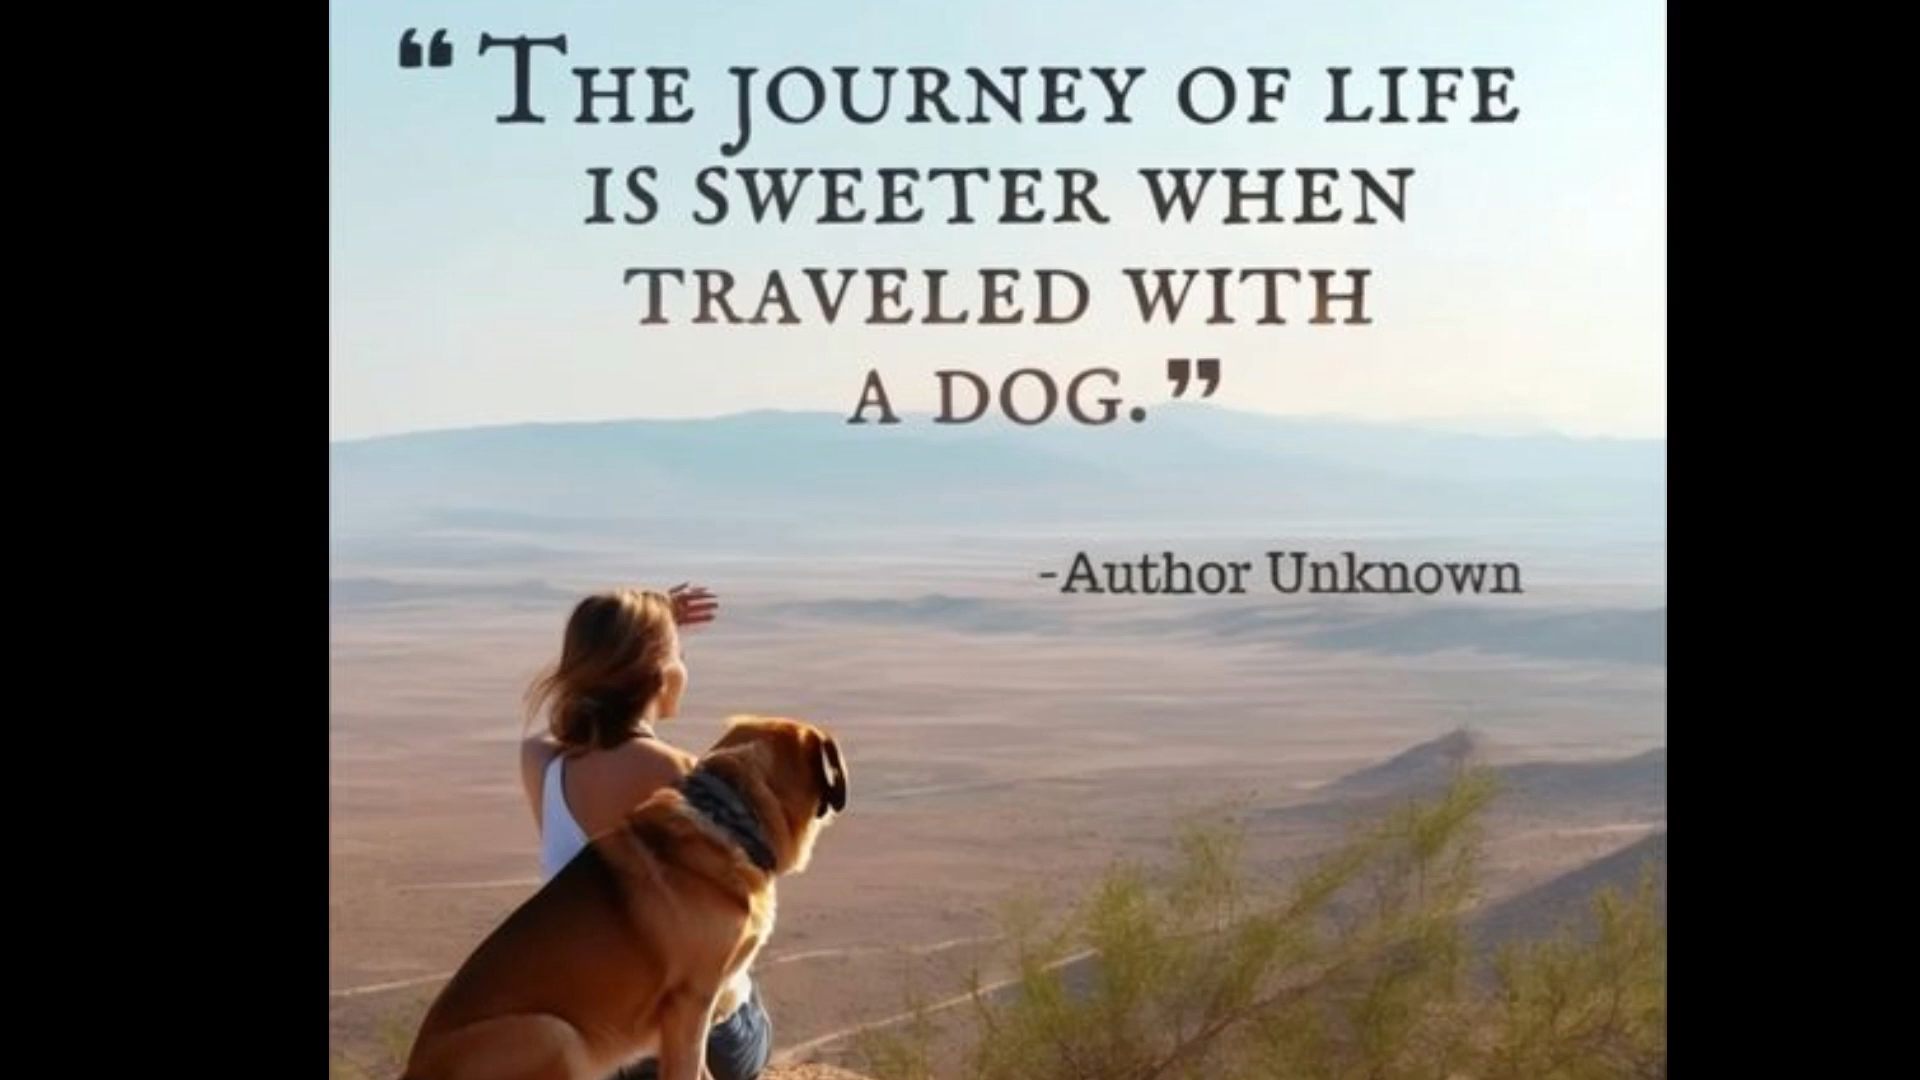 “The journey of life
is sweeter when
traveled with
a dog.”
-Author Unknown